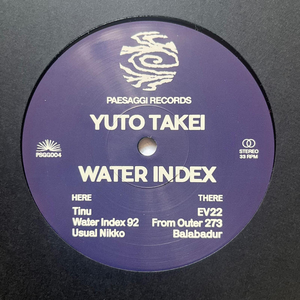 PAESAGGI RECORDS
YUTO TAKEI
PSGG004
STEREO
33 RPM
WATER INDEX
HERE
Tinu
Water Index 92
Usual Nikko
THERE
EV22
From Outer 273
Balabadur